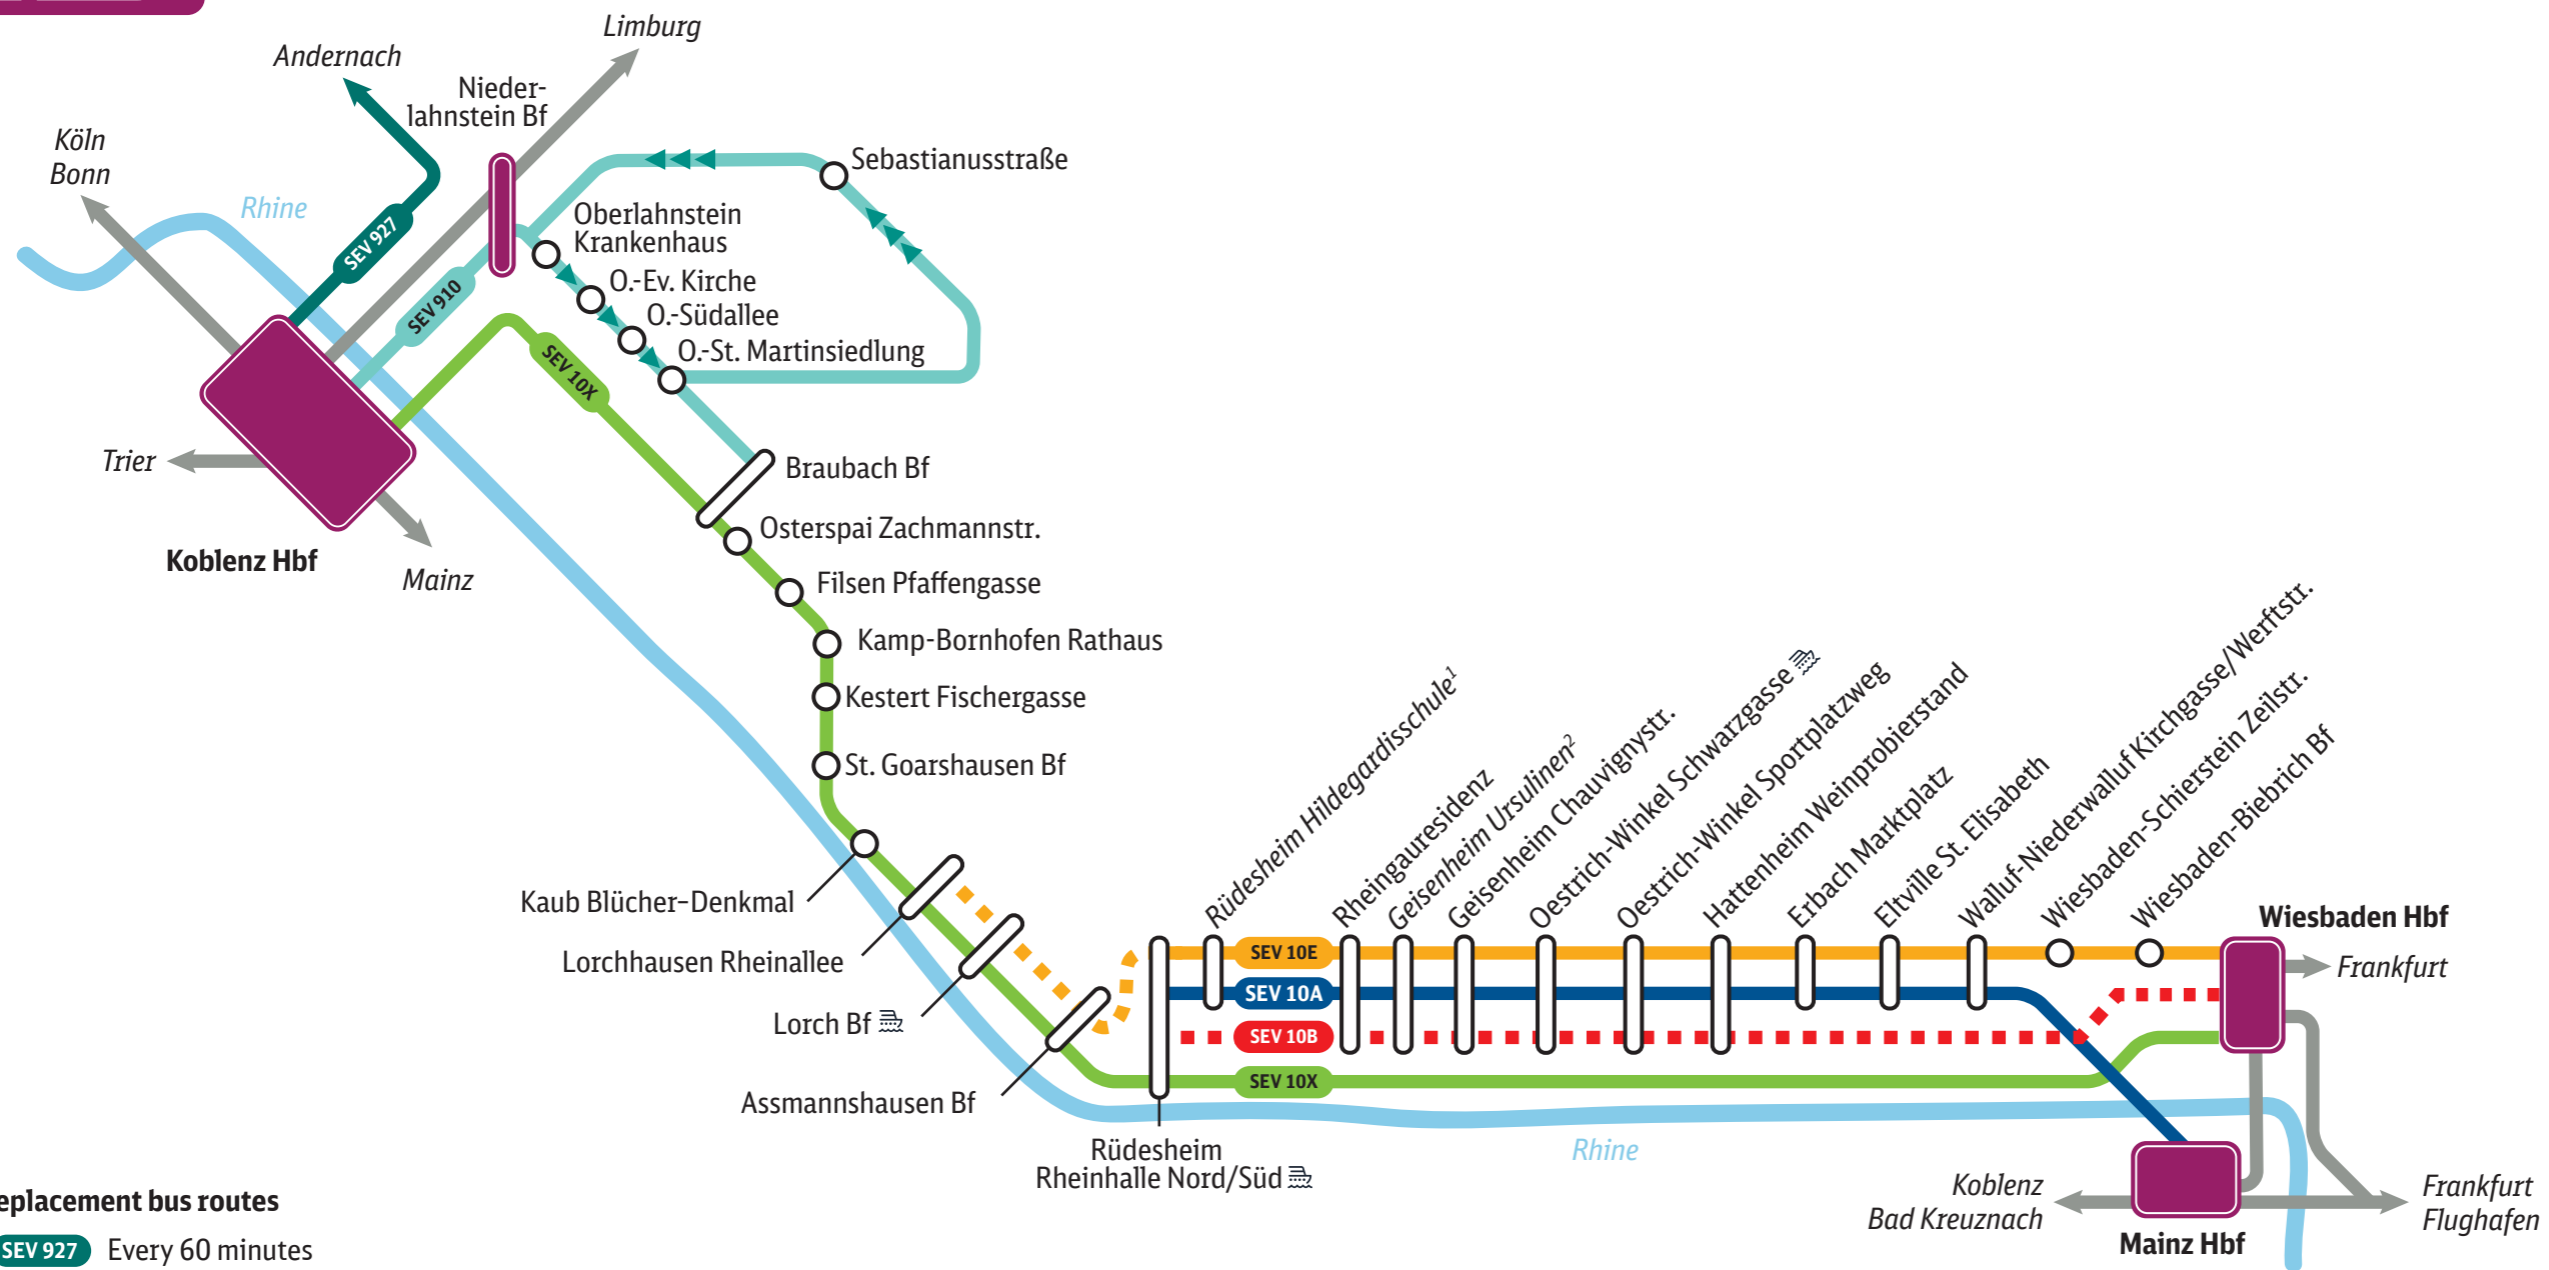 Limburg
Andernach
Nieder-
lahnstein Bf
Köln
Bonn
Rhine
SEV 927
SEV 910
SEV 10X
Sebastianusstraße
Oberlahnstein
Krankenhaus
O.-Ev. Kirche
O.-Südallee
O.-St. Martinsiedlung
Trier
Koblenz Hbf
Mainz
Braubach Bf
Osterspai Zachmannstr.
Filsen Pfaffengasse
Kamp-Bornhofen Rathaus
Kestert Fischergasse
St. Goarshausen Bf
Kaub Blücher-Denkmal
Lorchhausen Rheinallee
Lorch Bf
Assmannshausen Bf
Rüdesheim
Rheinhalle Nord/Süd
Rüdesheim Hildegardisschule¹
Rheingauresidenz
Geisenheim Ursulinen²
Geisenheim Chauvignystr.
Oestrich-Winkel Schwarzgasse
Oestrich-Winkel Sportplatzweg
Hattenheim Weinprobierstand
Erbach Marktplatz
Eltville St. Elisabeth
Walluf-Niederwalluf Kirchgasse/Werftstr.
Wiesbaden-Schierstein Zeilstr.
Wiesbaden-Biebrich Bf
SEV 10E
SEV 10A
SEV 10B
SEV 10X
Wiesbaden Hbf
Frankfurt
Rhine
Koblenz
Bad Kreuznach
Mainz Hbf
Frankfurt
Flughafen
eplacement bus routes
SEV 927 Every 60 minutes